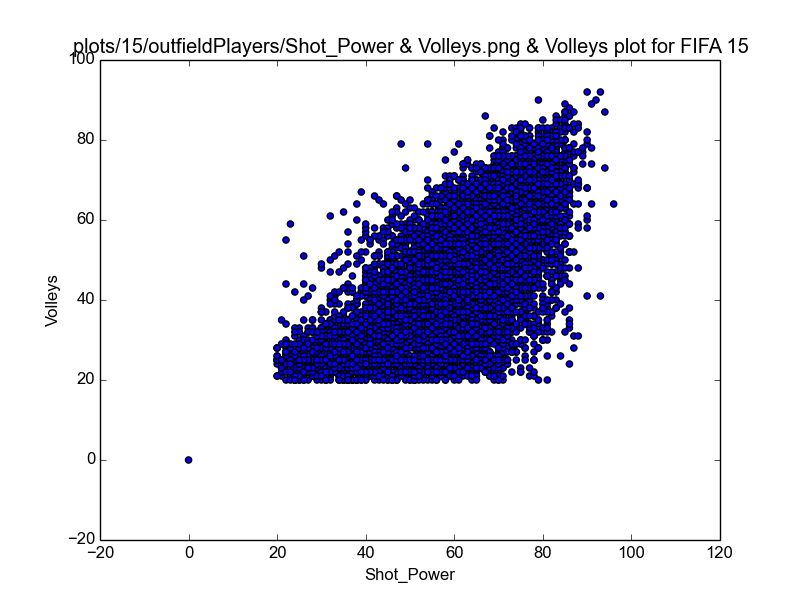 plots/15/outfieldPlayers/Shot_Power & Volleys.png & Volleys plot for FIFA 15
100
80
60
40
20
0
−20
Volleys
−20 0 20 40 60 80 100 120
Shot_Power